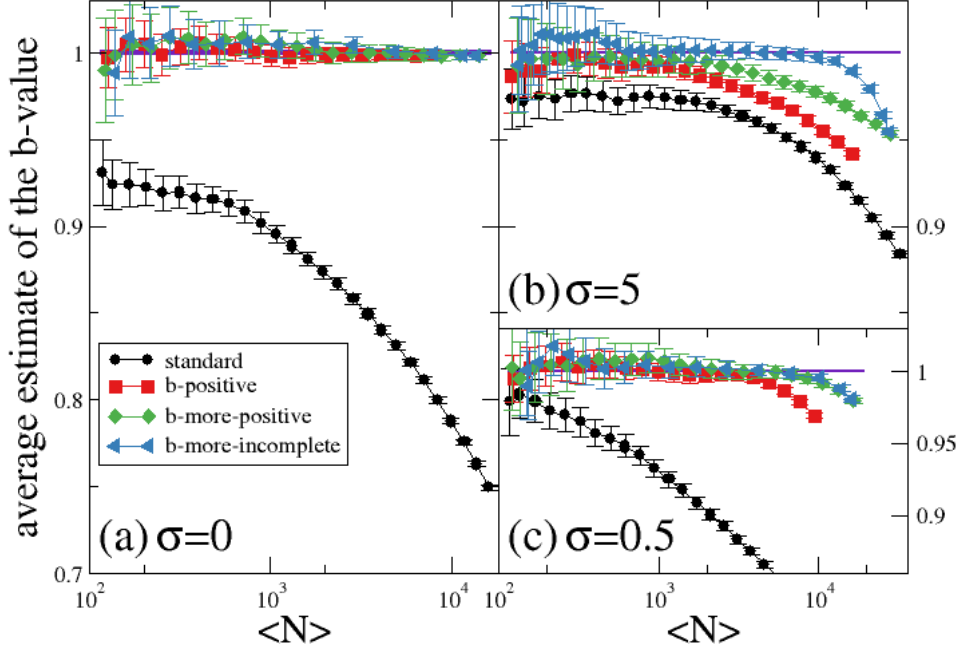 average estimate of the b-value
1
0.9
0.8
0.7
standard
b-positive
b-more-positive
b-more-incomplete
(a) σ=0
10² 10³ 10⁴
<N>
(b) σ=5
0.9
(c) σ=0.5
1
0.95
0.9
10² 10³ 10⁴
<N>